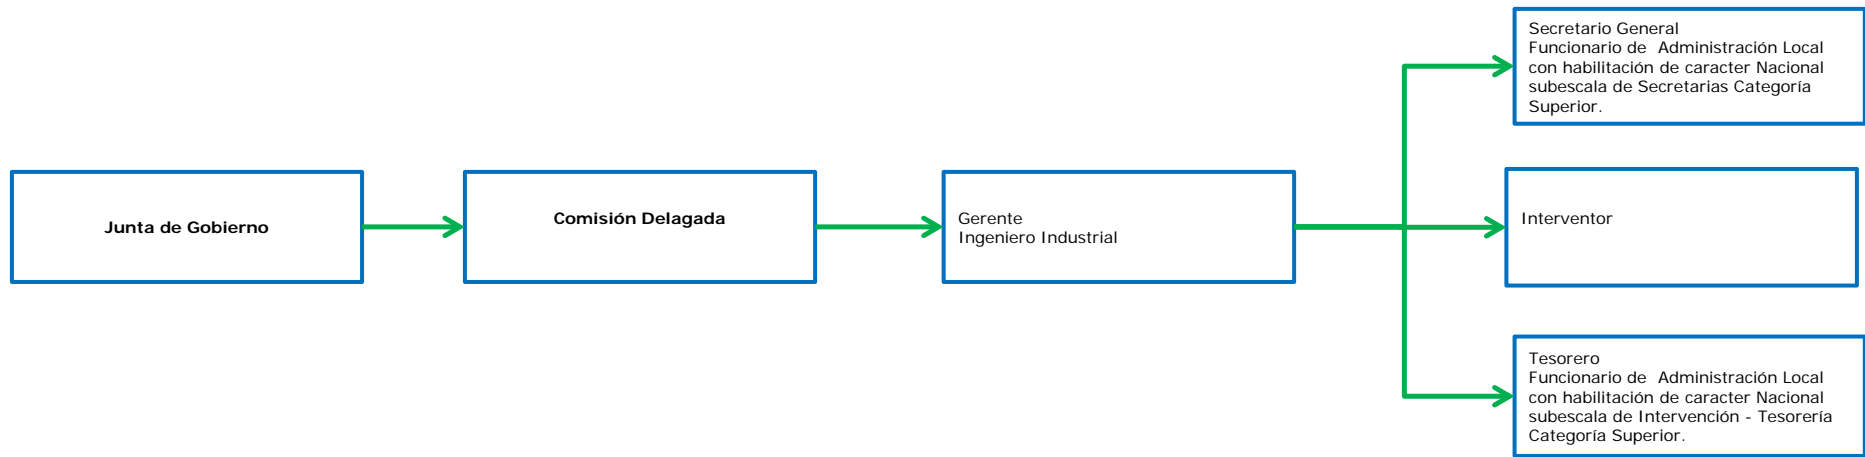 Junta de Gobierno
Comisión Delagada
Gerente
Ingeniero Industrial
Secretario General
Funcionario de  Administración Local
con habilitación de caracter Nacional
subescala de Secretarias Categoría
Superior.
Interventor
Tesorero
Funcionario de  Administración Local
con habilitación de caracter Nacional
subescala de Intervención - Tesorería
Categoría Superior.